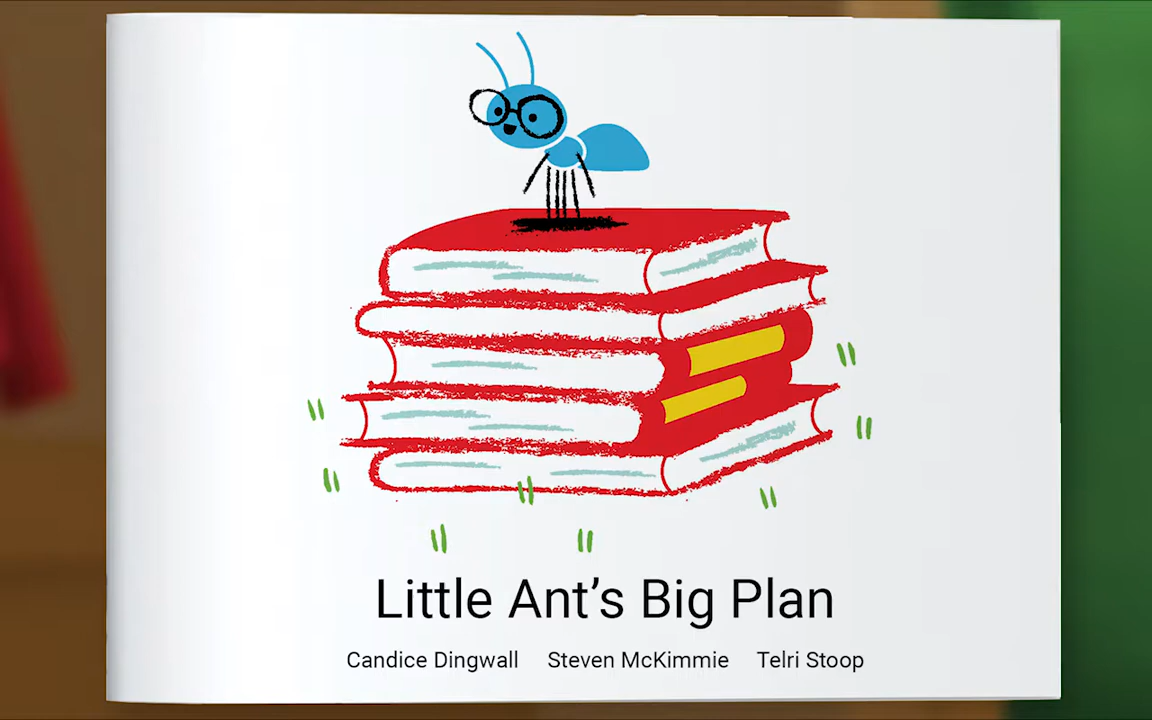 Little Ant’s Big Plan
Candice Dingwall Steven McKimmie Telri Stoop